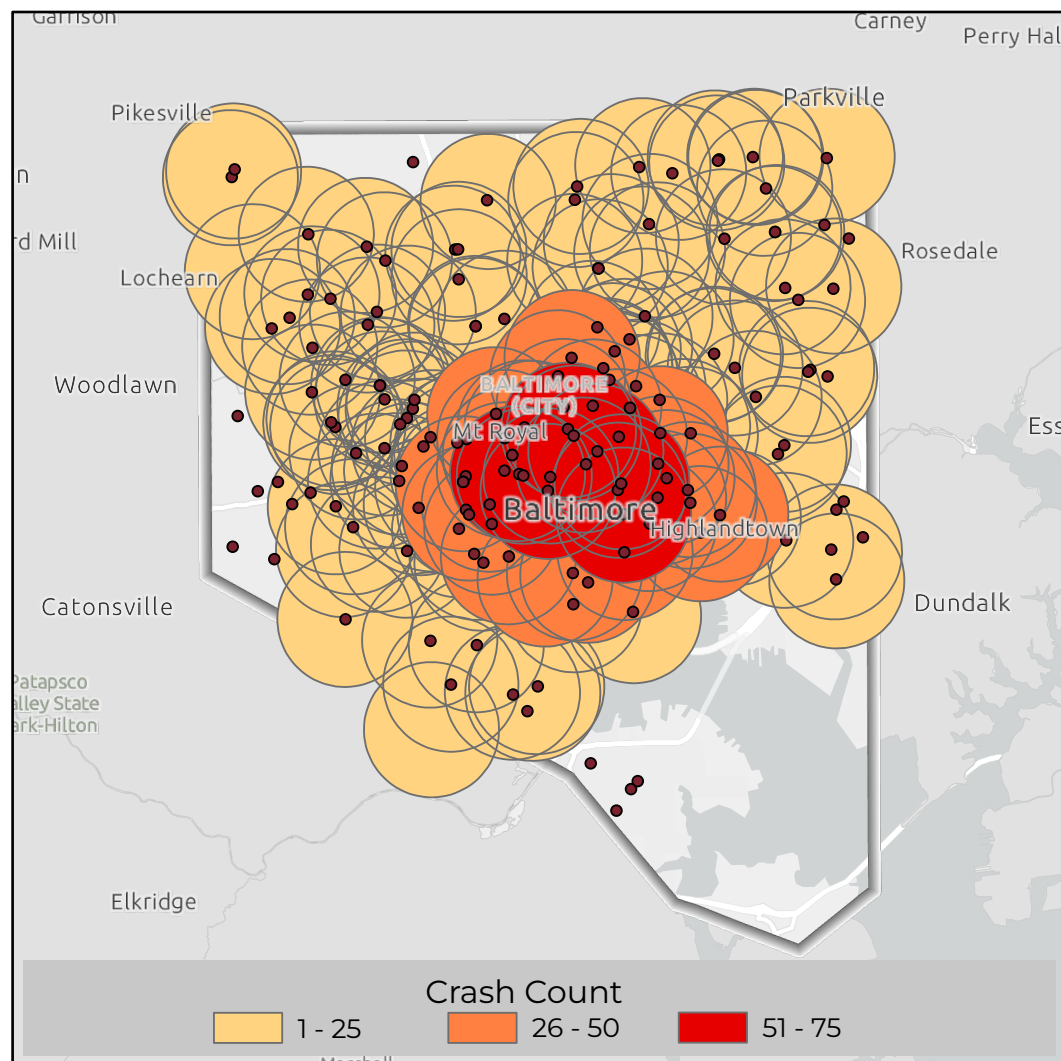 Garrison
Carney
Perry Hal
Pikesville
Parkville
n
rd Mill
Rosedale
Lochearn
Woodlawn
BALTIMORE
(CITY)
Mt Royal
Ess
Baltimore
Highlandtown
Catonsville
Dundalk
Patapsco
alley State
ark-Hilton
Elkridge
Crash Count
1 - 25
26 - 50
51 - 75